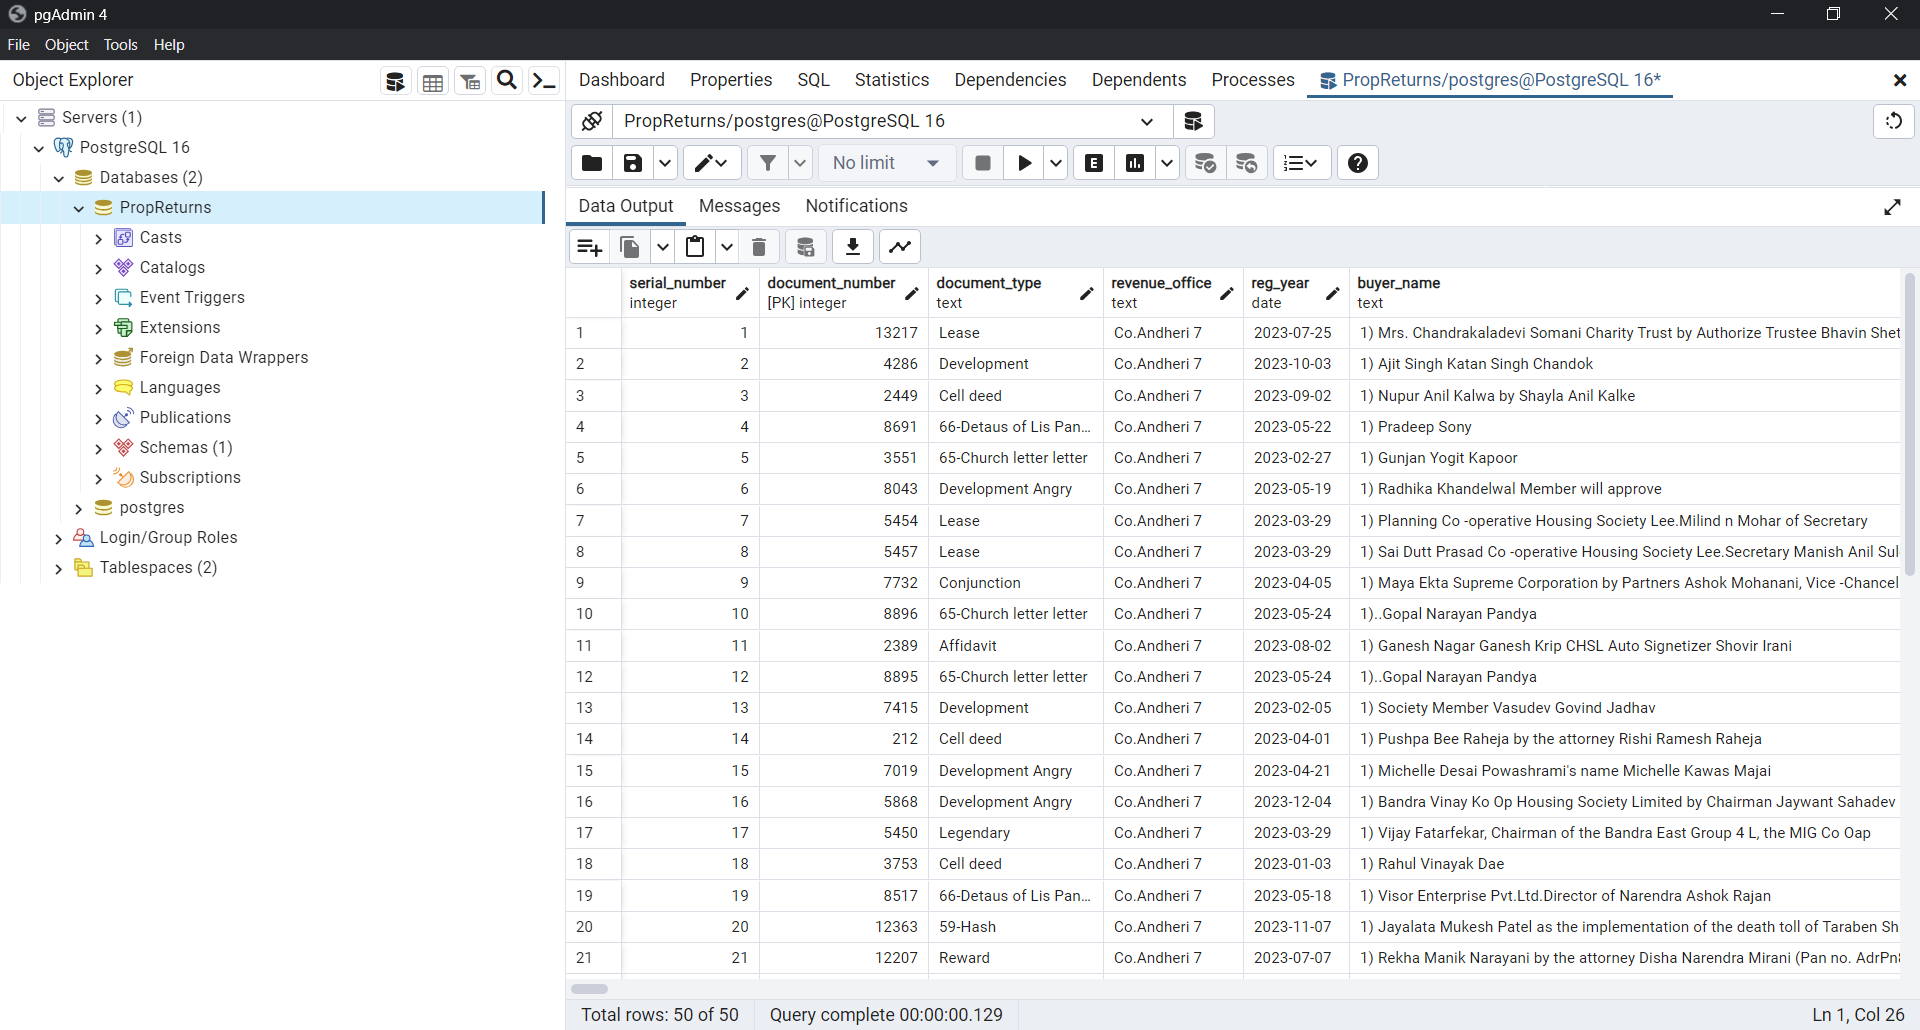 pgAdmin 4
File Object Tools Help
Object Explorer
Dashboard Properties SQL Statistics Dependencies Dependents Processes PropReturns/postgres@PostgreSQL 16*
Servers (1)
PostgreSQL 16
Databases (2)
PropReturns
Casts
Catalogs
Event Triggers
Extensions
Foreign Data Wrappers
Languages
Publications
Schemas (1)
Subscriptions
postgres
Login/Group Roles
Tablespaces (2)
PropReturns/postgres@PostgreSQL 16
No limit
E
Data Output Messages Notifications
serial_number document_number document_type revenue_office reg_year buyer_name
integer [PK] integer text text date text
1 1 13217 Lease Co.Andheri 7 2023-07-25 1) Mrs. Chandrakaladevi Somani Charity Trust by Authorize Trustee Bhavin Shet
2 2 4286 Development Co.Andheri 7 2023-10-03 1) Ajit Singh Katan Singh Chandok
3 3 2449 Cell deed Co.Andheri 7 2023-09-02 1) Nupur Anil Kalwa by Shayla Anil Kalke
4 4 8691 66-Detaus of Lis Pan... Co.Andheri 7 2023-05-22 1) Pradeep Sony
5 5 3551 65-Church letter letter Co.Andheri 7 2023-02-27 1) Gunjan Yogit Kapoor
6 6 8043 Development Angry Co.Andheri 7 2023-05-19 1) Radhika Khandelwal Member will approve
7 7 5454 Lease Co.Andheri 7 2023-03-29 1) Planning Co -operative Housing Society Lee.Milind n Mohar of Secretary
8 8 5457 Lease Co.Andheri 7 2023-03-29 1) Sai Dutt Prasad Co -operative Housing Society Lee.Secretary Manish Anil Sul
9 9 7732 Conjunction Co.Andheri 7 2023-04-05 1) Maya Ekta Supreme Corporation by Partners Ashok Mohanani, Vice -Chancel
10 10 8896 65-Church letter letter Co.Andheri 7 2023-05-24 1)..Gopal Narayan Pandya
11 11 2389 Affidavit Co.Andheri 7 2023-08-02 1) Ganesh Nagar Ganesh Krip CHSL Auto Signetizer Shovir Irani
12 12 8895 65-Church letter letter Co.Andheri 7 2023-05-24 1)..Gopal Narayan Pandya
13 13 7415 Development Co.Andheri 7 2023-02-05 1) Society Member Vasudev Govind Jadhav
14 14 212 Cell deed Co.Andheri 7 2023-04-01 1) Pushpa Bee Raheja by the attorney Rishi Ramesh Raheja
15 15 7019 Development Angry Co.Andheri 7 2023-04-21 1) Michelle Desai Powashrami's name Michelle Kawas Majai
16 16 5868 Development Angry Co.Andheri 7 2023-12-04 1) Bandra Vinay Ko Op Housing Society Limited by Chairman Jaywant Sahadev
17 17 5450 Legendary Co.Andheri 7 2023-03-29 1) Vijay Fatarfekar, Chairman of the Bandra East Group 4 L, the MIG Co Oap
18 18 3753 Cell deed Co.Andheri 7 2023-01-03 1) Rahul Vinayak Dae
19 19 8517 66-Detaus of Lis Pan... Co.Andheri 7 2023-05-18 1) Visor Enterprise Pvt.Ltd.Director of Narendra Ashok Rajan
20 20 12363 59-Hash Co.Andheri 7 2023-11-07 1) Jayalata Mukesh Patel as the implementation of the death toll of Taraben Sh
21 21 12207 Reward Co.Andheri 7 2023-07-07 1) Rekha Manik Narayani by the attorney Disha Narendra Mirani (Pan no. AdrPn
Total rows: 50 of 50 Query complete 00:00:00.129 Ln 1, Col 26